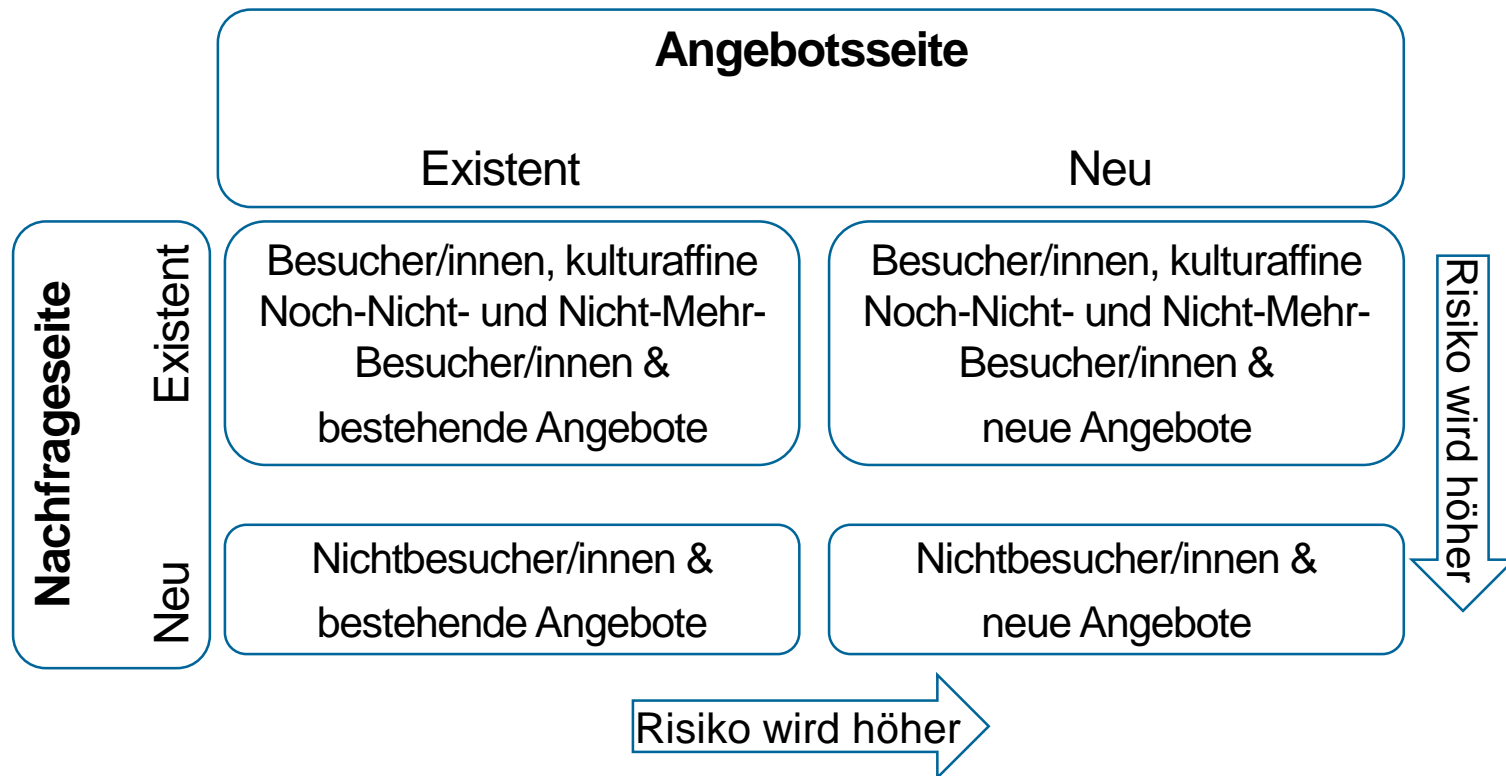 Angebotsseite
Existent
Neu
Nachfrageseite
Existent
Neu
Besucher/innen, kulturaffine
Noch-Nicht- und Nicht-Mehr-
Besucher/innen &
bestehende Angebote
Besucher/innen, kulturaffine
Noch-Nicht- und Nicht-Mehr-
Besucher/innen &
neue Angebote
Nichtbesucher/innen &
bestehende Angebote
Nichtbesucher/innen &
neue Angebote
Risiko wird höher
Risiko wird höher